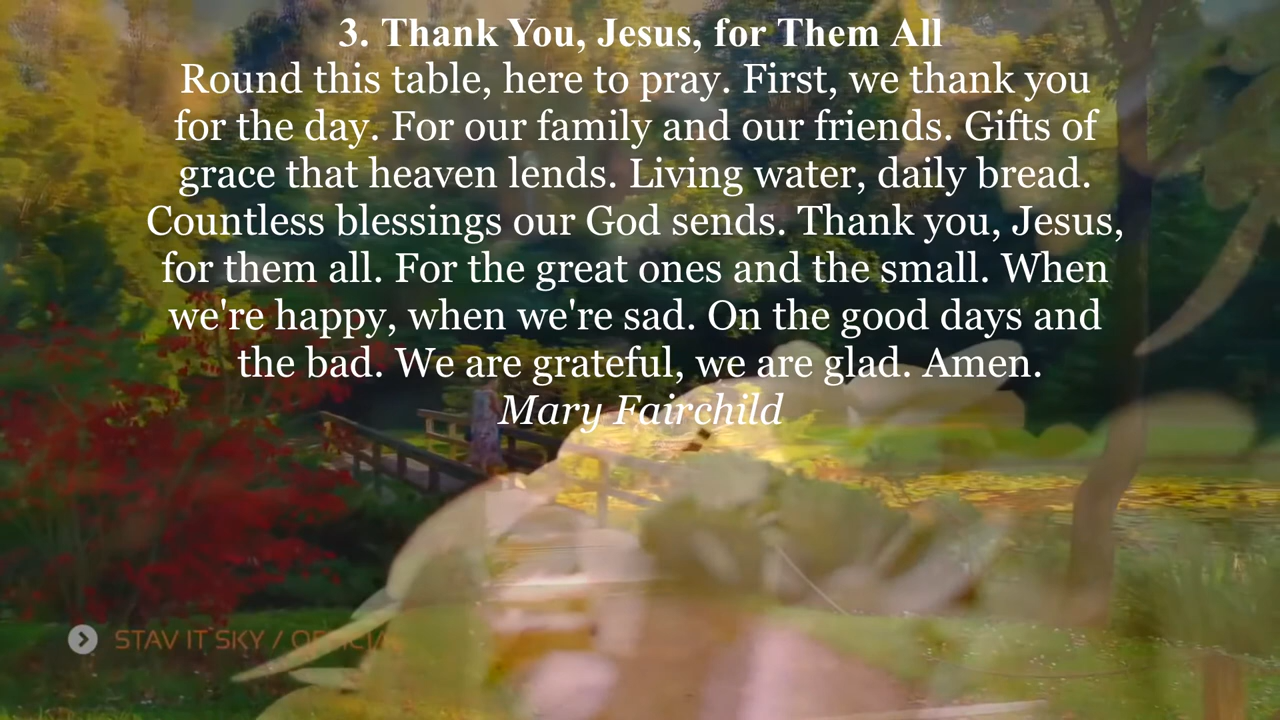 3. Thank You, Jesus, for Them All
Round this table, here to pray. First, we thank you
for the day. For our family and our friends. Gifts of
grace that heaven lends. Living water, daily bread.
Countless blessings our God sends. Thank you, Jesus,
for them all. For the great ones and the small. When
we're happy, when we're sad. On the good days and
the bad. We are grateful, we are glad. Amen.
Mary Fairchild
STAV IT SKY /